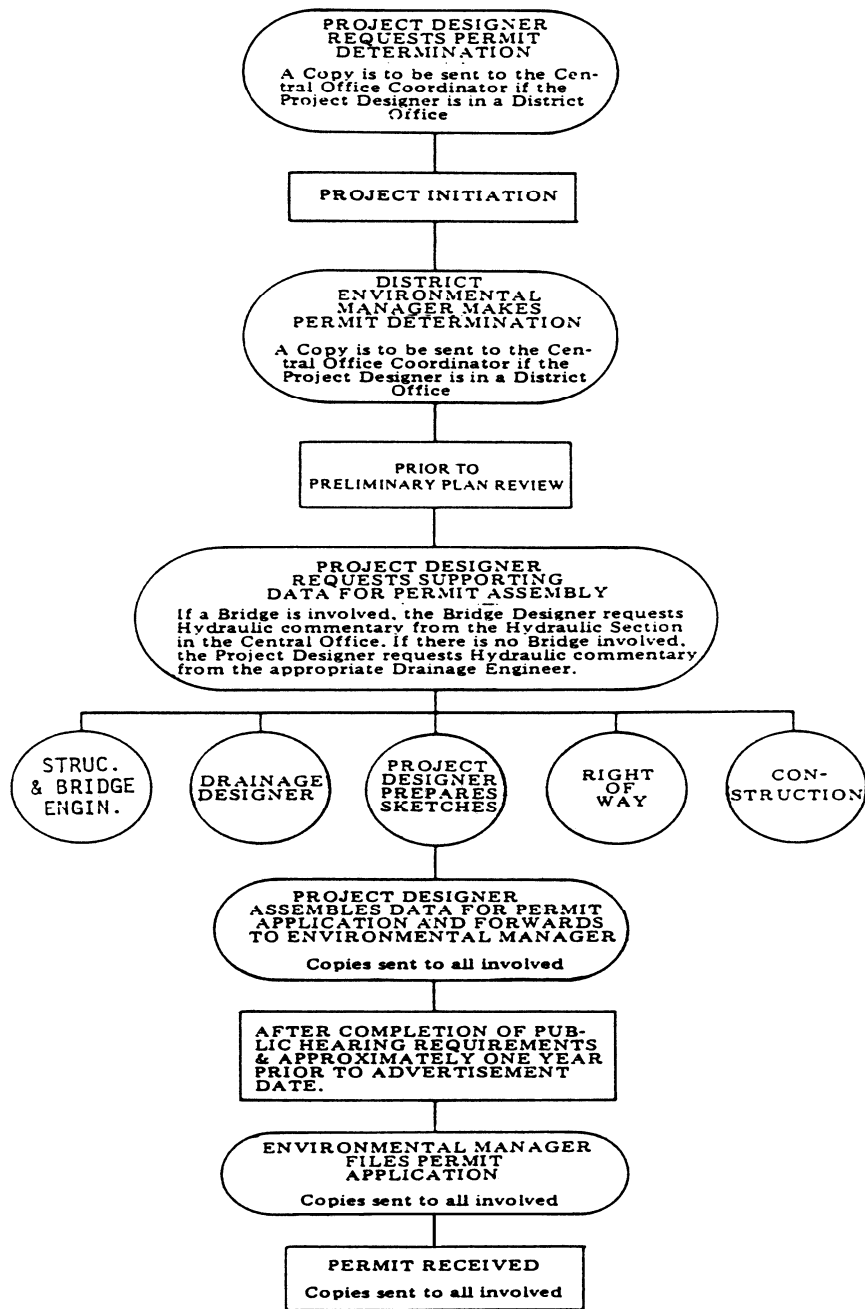 PROJECT DESIGNER
REQUESTS PERMIT
DETERMINATION
A Copy is to be sent to the Cen-
tral Office Coordinator if the
Project Designer is in a District
Office
PROJECT INITIATION
DISTRICT
ENVIRONMENTAL
MANAGER MAKES
PERMIT DETERMINATION
A Copy is to be sent to the Cen-
tral Office Coordinator if the
Project Designer is in a District
Office
PRIOR TO
PRELIMINARY PLAN REVIEW
PROJECT DESIGNER
REQUESTS SUPPORTING
DATA FOR PERMIT ASSEMBLY
If a Bridge is involved, the Bridge Designer requests
Hydraulic commentary from the Hydraulic Section
in the Central Office. If there is no Bridge involved,
the Project Designer requests Hydraulic commentary
from the appropriate Drainage Engineer.
STRUC.
& BRIDGE
ENGIN.
DRAINAGE
DESIGNER
PROJECT
DESIGNER
PREPARES
SKETCHES
RIGHT
OF
WAY
CON-
STRUCTION
PROJECT DESIGNER
ASSEMBLES DATA FOR PERMIT
APPLICATION AND FORWARDS
TO ENVIRONMENTAL MANAGER
Copies sent to all involved
AFTER COMPLETION OF PUB-
LIC HEARING REQUIREMENTS
& APPROXIMATELY ONE YEAR
PRIOR TO ADVERTISEMENT
DATE.
ENVIRONMENTAL MANAGER
FILES PERMIT
APPLICATION
Copies sent to all involved
PERMIT RECEIVED
Copies sent to all involved